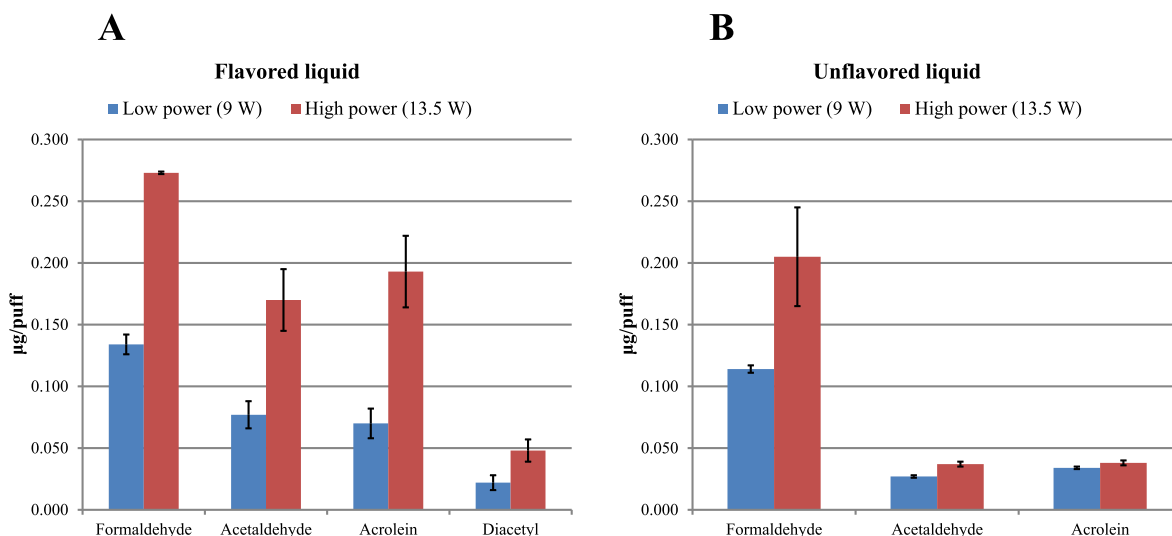 A
Flavored liquid
Low power (9 W) High power (13.5 W)
0.300
0.250
0.200
0.150
0.100
0.050
0.000
µg/puff
Formaldehyde Acetaldehyde Acrolein Diacetyl
B
Unflavored liquid
Low power (9 W) High power (13.5 W)
0.300
0.250
0.200
0.150
0.100
0.050
0.000
µg/puff
Formaldehyde Acetaldehyde Acrolein